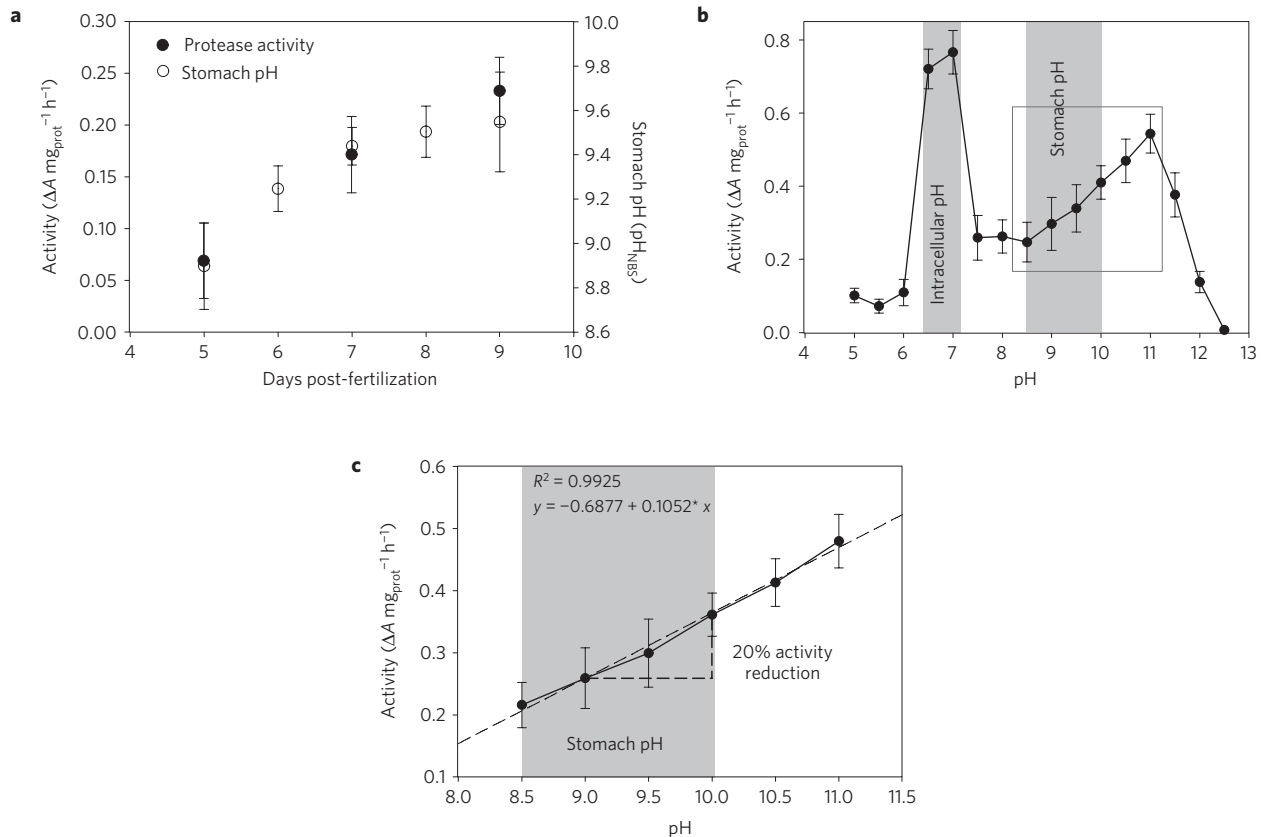 a
Activity (ΔA mg_prot⁻¹ h⁻¹)
0.30
0.25
0.20
0.15
0.10
0.05
0.00
Protease activity
Stomach pH
10.0
9.8
9.6
9.4
9.2
9.0
8.8
8.6
Stomach pH (pH_NBS)
4 5 6 7 8 9 10
Days post-fertilization
b
Activity (ΔA mg_prot⁻¹ h⁻¹)
0.8
0.6
0.4
0.2
0.0
Intracellular pH
Stomach pH
4 5 6 7 8 9 10 11 12 13
pH
c
Activity (ΔA mg_prot⁻¹ h⁻¹)
0.6
0.5
0.4
0.3
0.2
0.1
R² = 0.9925
y = −0.6877 + 0.1052* x
20% activity
reduction
Stomach pH
8.0 8.5 9.0 9.5 10.0 10.5 11.0 11.5
pH